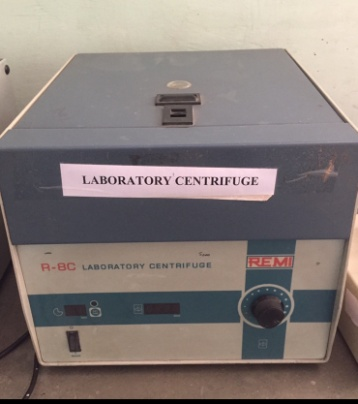 LABORATORY CENTRIFUGE
R-8C LABORATORY CENTRIFUGE
REMI